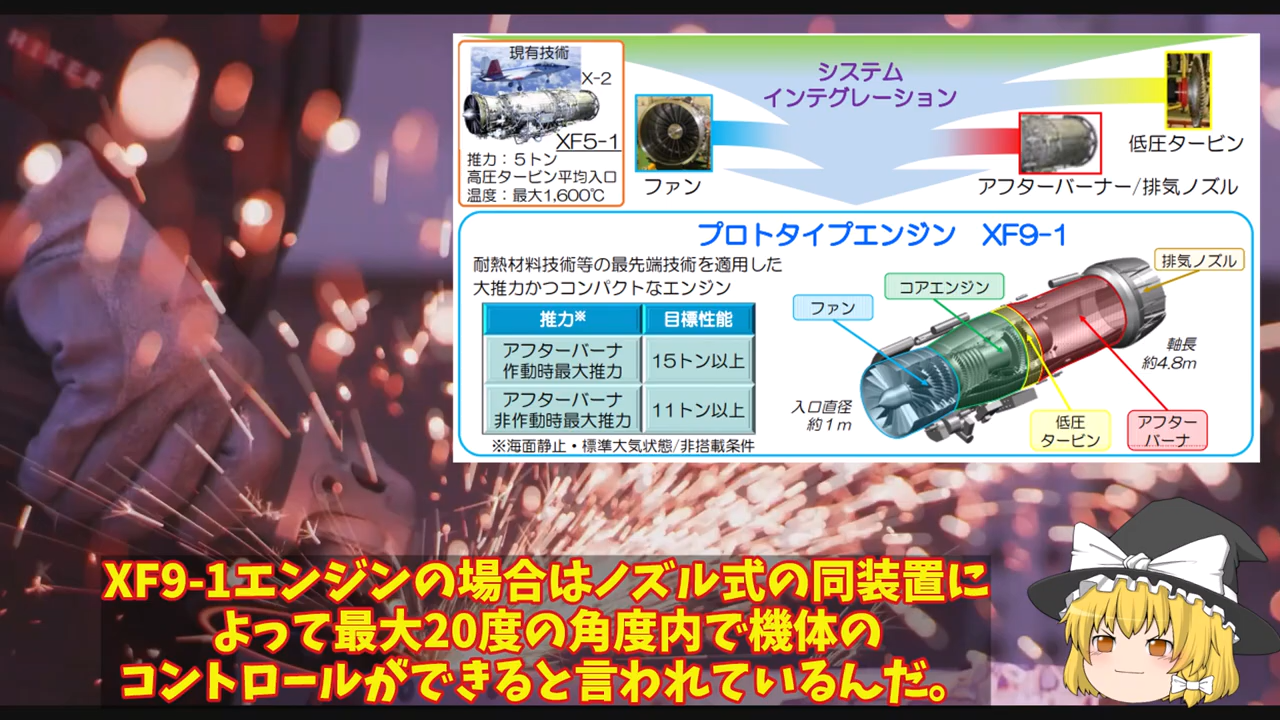 HIKER
現有技術
X-2
XF5-1
推力：５トン
高圧タービン平均入口
温度：最大1,600℃
ファン
システム
インテグレーション
低圧タービン
アフターバーナー/排気ノズル
プロトタイプエンジン　XF9-1
耐熱材料技術等の最先端技術を適用した
大推力かつコンパクトなエンジン
推力※ 目標性能
アフターバーナ
作動時最大推力
15トン以上
アフターバーナ
非作動時最大推力
11トン以上
※海面静止・標準大気状態/非搭載条件
ファン
コアエンジン
排気ノズル
軸長
約4.8m
入口直径
約１m
低圧
タービン
アフター
バーナ
XF9-1エンジンの場合はノズル式の同装置に
よって最大20度の角度内で機体の
コントロールができると言われているんだ。